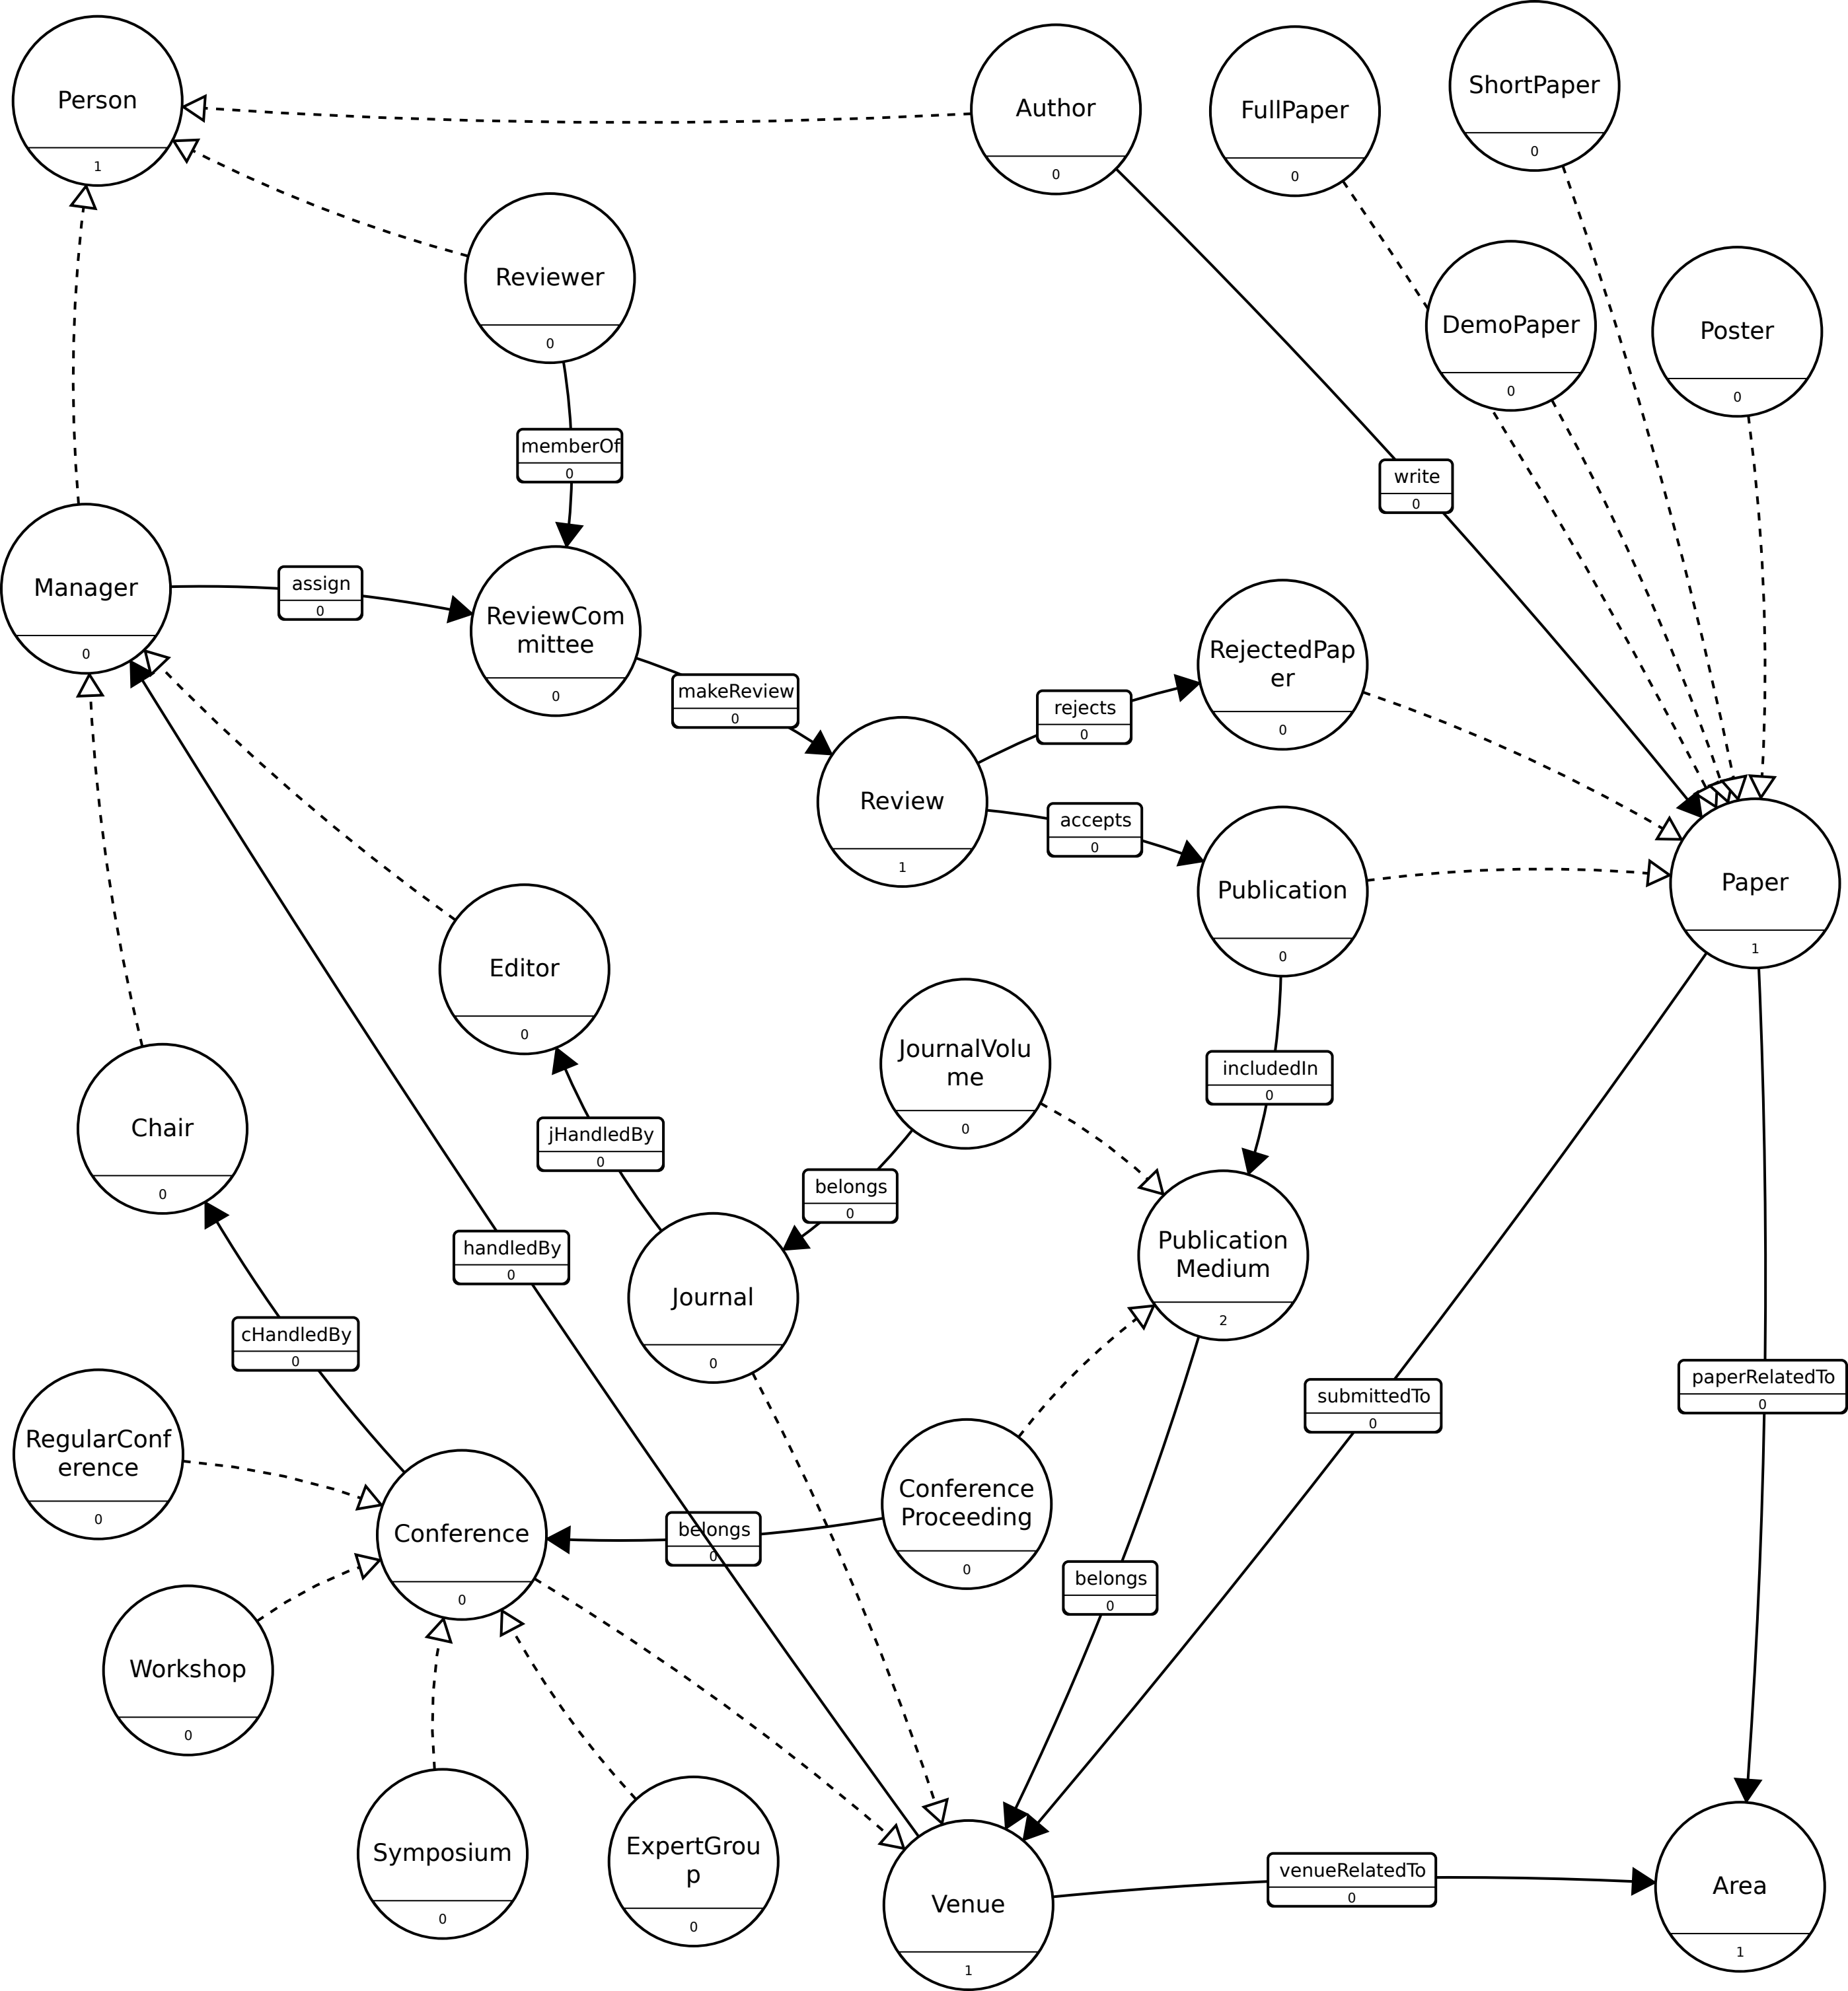 ShortPaper
0
Person
1
Author
0
FullPaper
0
Reviewer
0
DemoPaper
0
Poster
0
memberOf
0
write
0
Manager
0
assign
0
ReviewCom
mittee
0
makeReview
0
RejectedPap
er
0
rejects
0
Review
1
accepts
0
Publication
0
Paper
1
Editor
0
JournalVolu
me
0
includedIn
0
Chair
0
jHandledBy
0
belongs
0
handledBy
0
Journal
0
Publication
Medium
2
cHandledBy
0
submittedTo
0
paperRelatedTo
0
RegularConf
erence
0
Conference
0
belongs
0
Conference
Proceeding
0
belongs
0
Workshop
0
Symposium
0
ExpertGrou
p
0
Venue
1
venueRelatedTo
0
Area
1